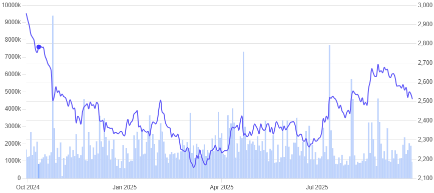 10000k
9000k
8000k
7000k
6000k
5000k
4000k
3000k
2000k
1000k
0
3,000
2,900
2,800
2,700
2,600
2,500
2,400
2,300
2,200
2,100
Oct 2024
Jan 2025
Apr 2025
Jul 2025